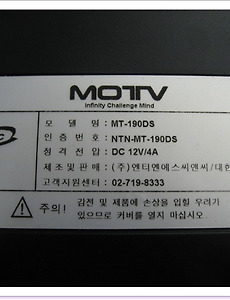 MOTV
Infinity Challenge Mind
모 델 명 : MT-190DS
인 증 번 호 : NTN-MT-190DS
정 격 전 압 : DC 12V/4A
제 조 및 판 매 : (주)엔티엔에스씨앤씨/대한
고객지원센터 : 02-719-8333
주의! 감전 및 제품에 손상을 입힐 우려가
있으므로 커버를 열지 마십시오.